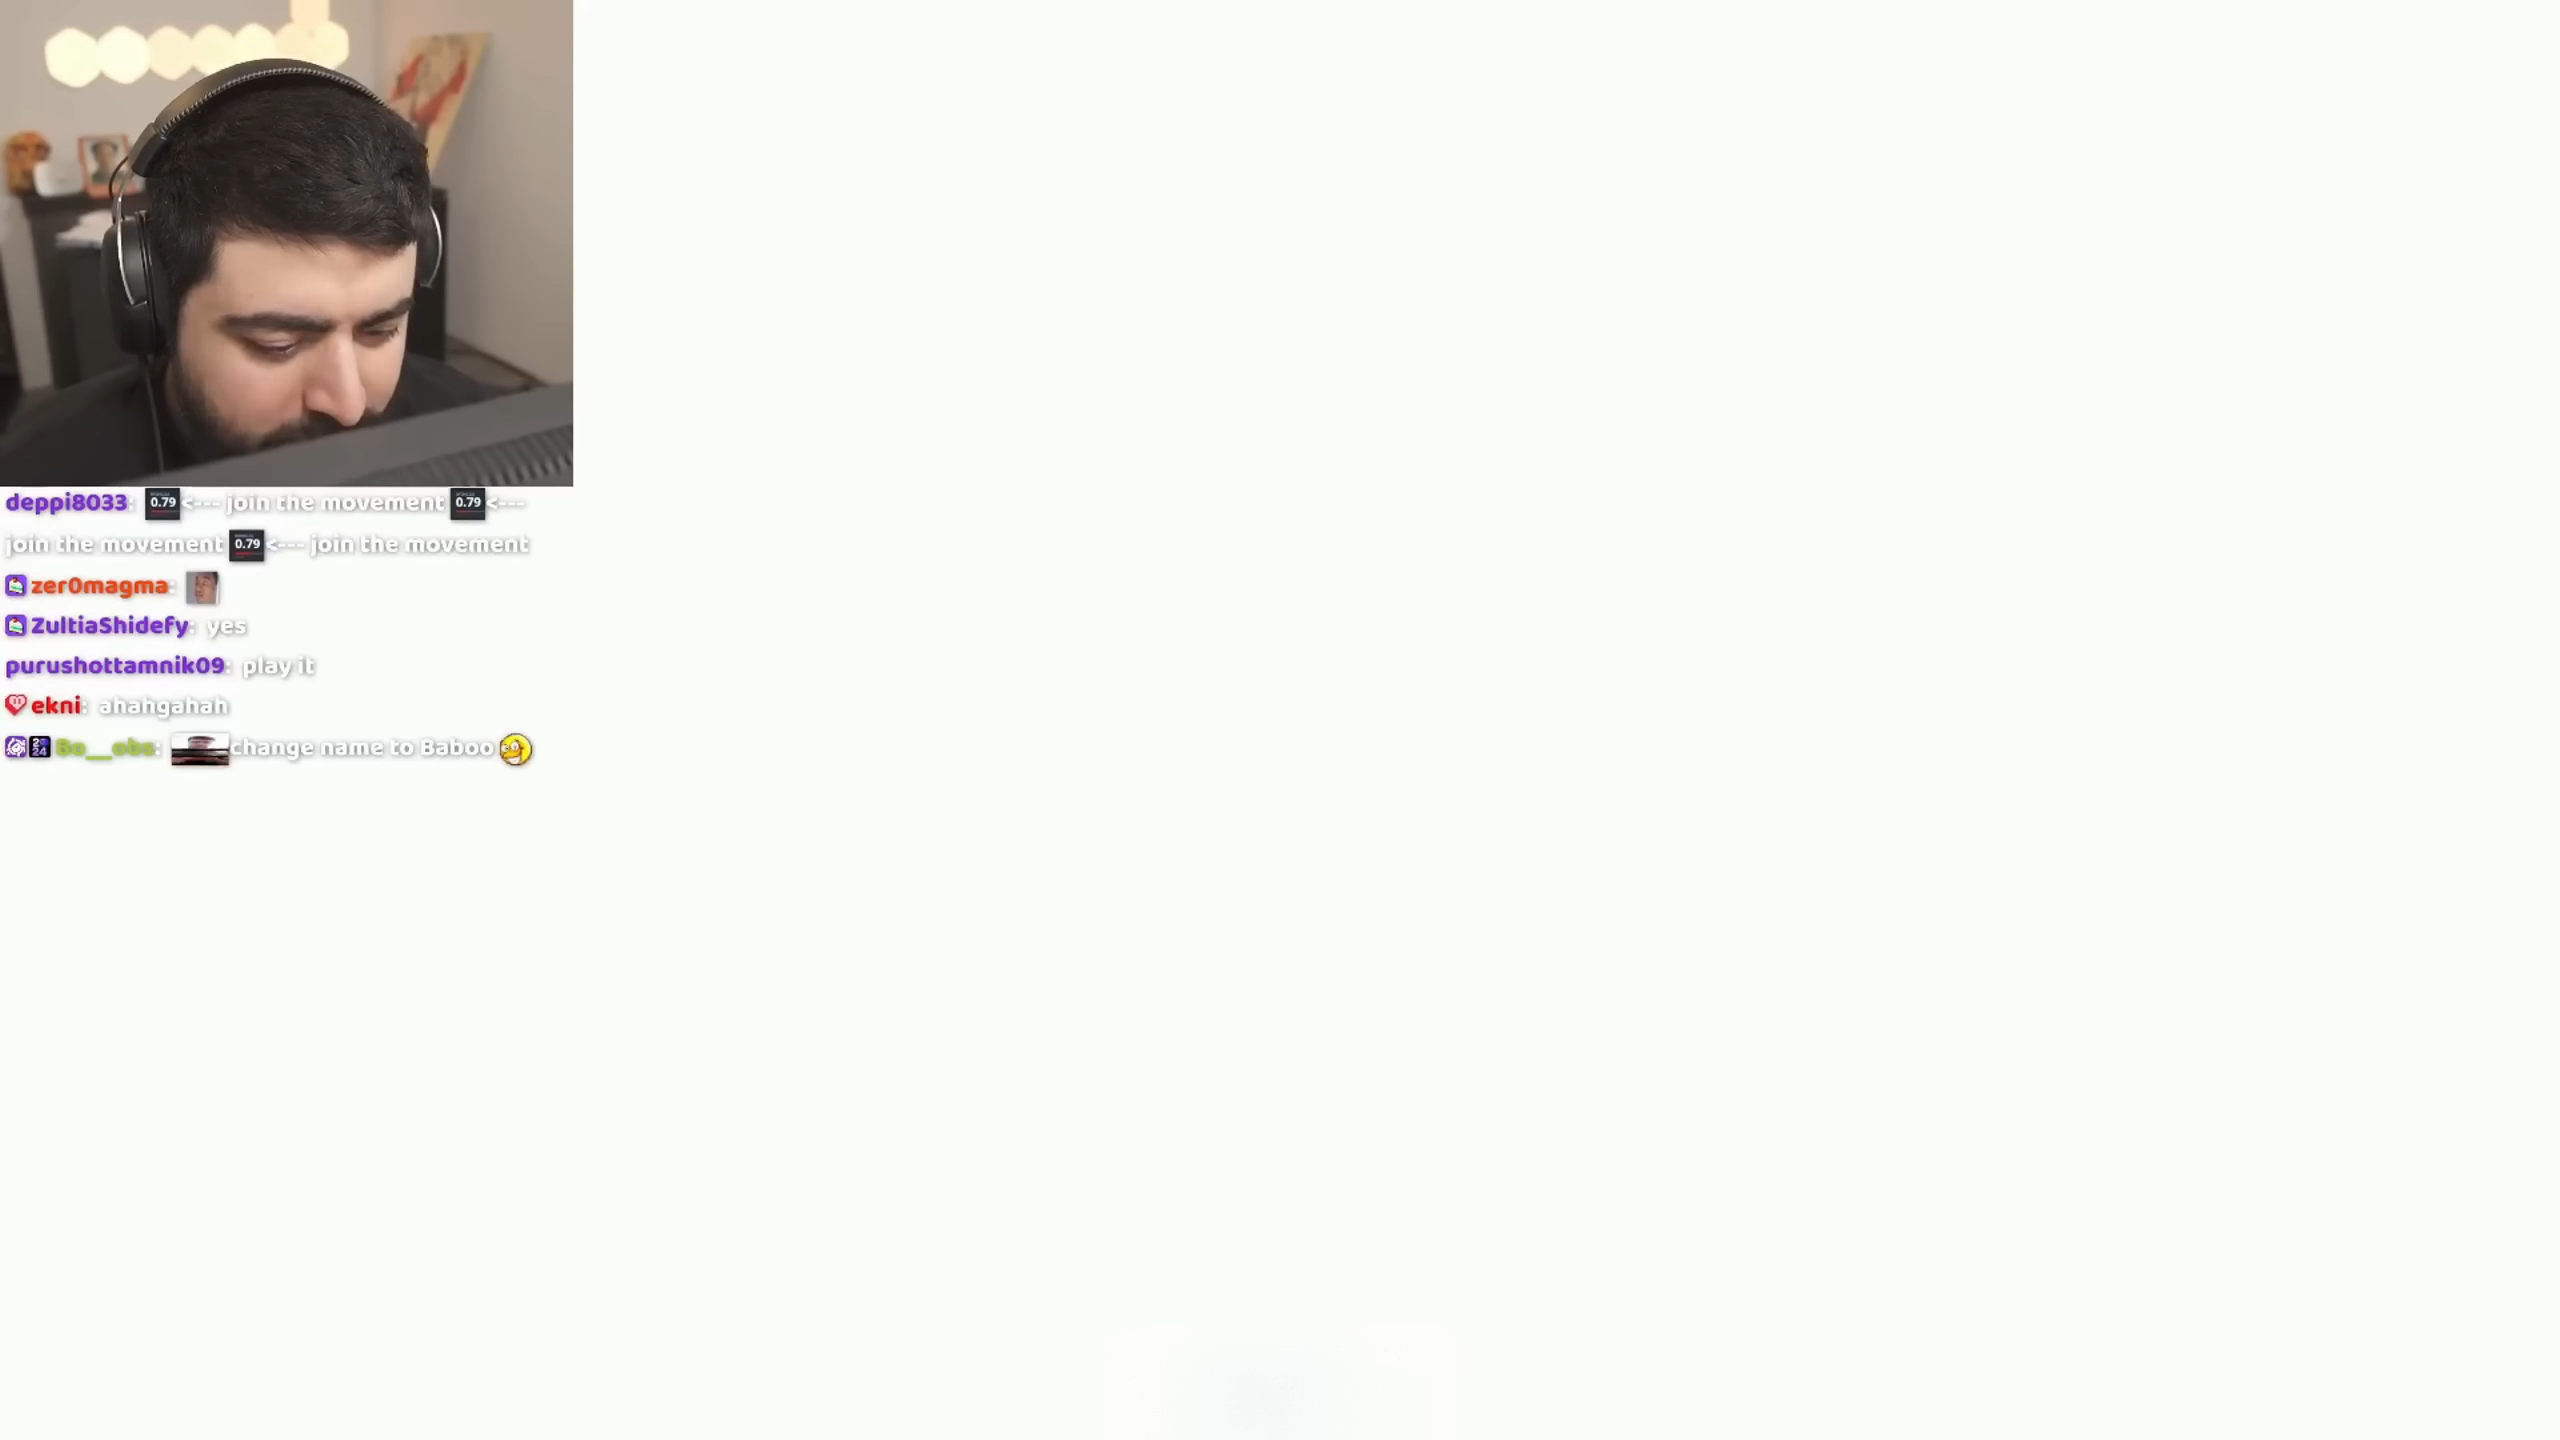 deppi8033: 0.79 <--- join the movement 0.79 <---
join the movement 0.79 <--- join the movement
zer0magma:
ZultiaShidefy: yes
purushottamnik09: play it
ekni: ahahgahah
Bo__obs: change name to Baboo